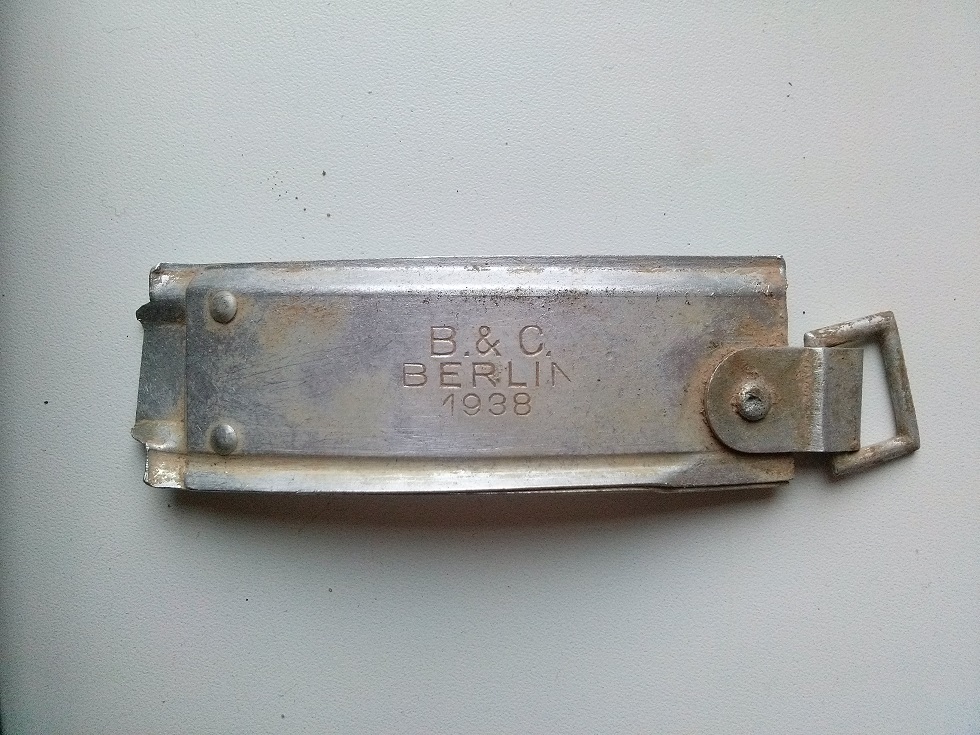 B. & C.
BERLIN
1938